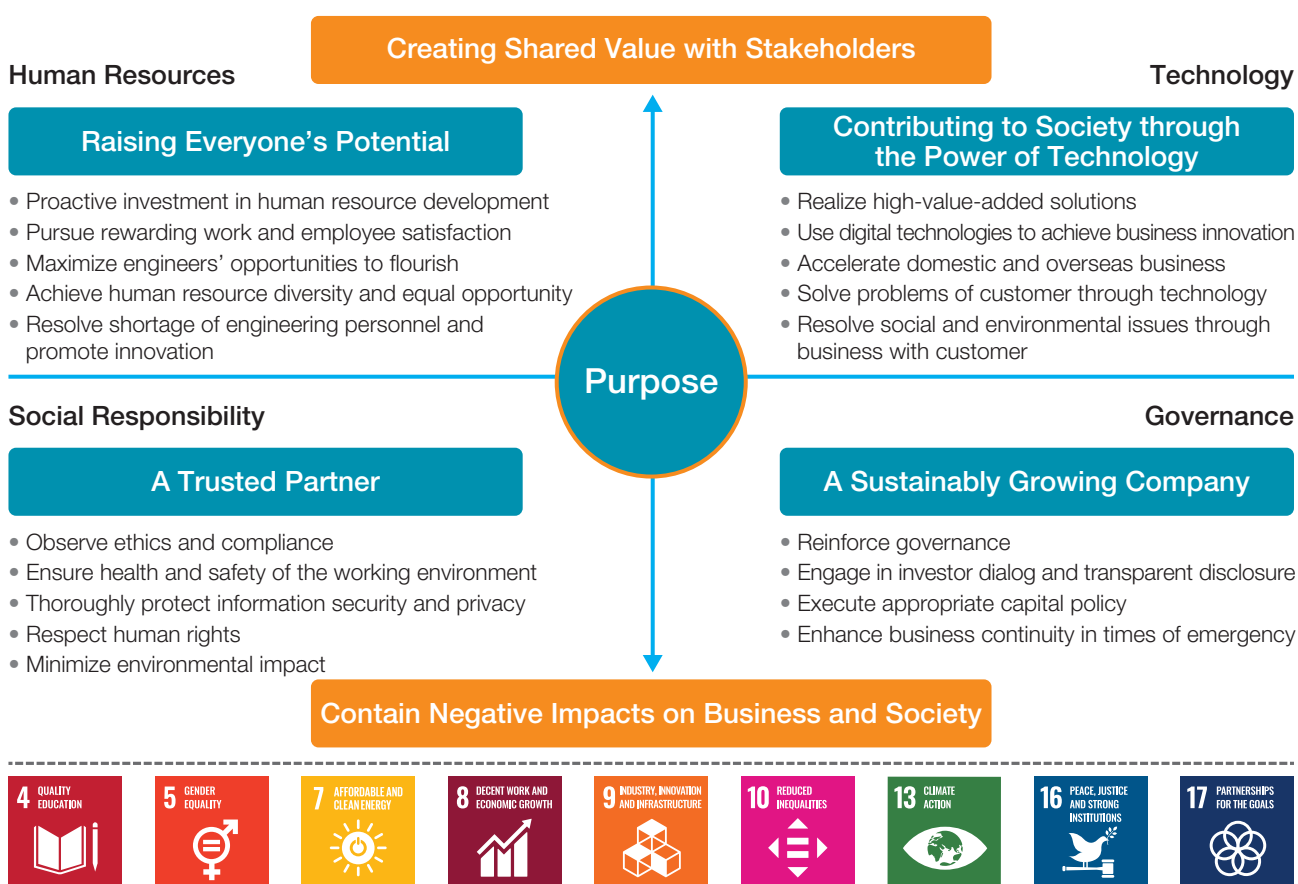 Creating Shared Value with Stakeholders
Human Resources
Raising Everyone's Potential
• Proactive investment in human resource development
• Pursue rewarding work and employee satisfaction
• Maximize engineers' opportunities to flourish
• Achieve human resource diversity and equal opportunity
• Resolve shortage of engineering personnel and
promote innovation
Technology
Contributing to Society through
the Power of Technology
• Realize high-value-added solutions
• Use digital technologies to achieve business innovation
• Accelerate domestic and overseas business
• Solve problems of customer through technology
• Resolve social and environmental issues through
business with customer
Purpose
Social Responsibility
A Trusted Partner
• Observe ethics and compliance
• Ensure health and safety of the working environment
• Thoroughly protect information security and privacy
• Respect human rights
• Minimize environmental impact
Governance
A Sustainably Growing Company
• Reinforce governance
• Engage in investor dialog and transparent disclosure
• Execute appropriate capital policy
• Enhance business continuity in times of emergency
Contain Negative Impacts on Business and Society
4 QUALITY
EDUCATION
5 GENDER
EQUALITY
7 AFFORDABLE AND
CLEAN ENERGY
8 DECENT WORK AND
ECONOMIC GROWTH
9 INDUSTRY, INNOVATION
AND INFRASTRUCTURE
10 REDUCED
INEQUALITIES
13 CLIMATE
ACTION
16 PEACE, JUSTICE
AND STRONG
INSTITUTIONS
17 PARTNERSHIPS
FOR THE GOALS